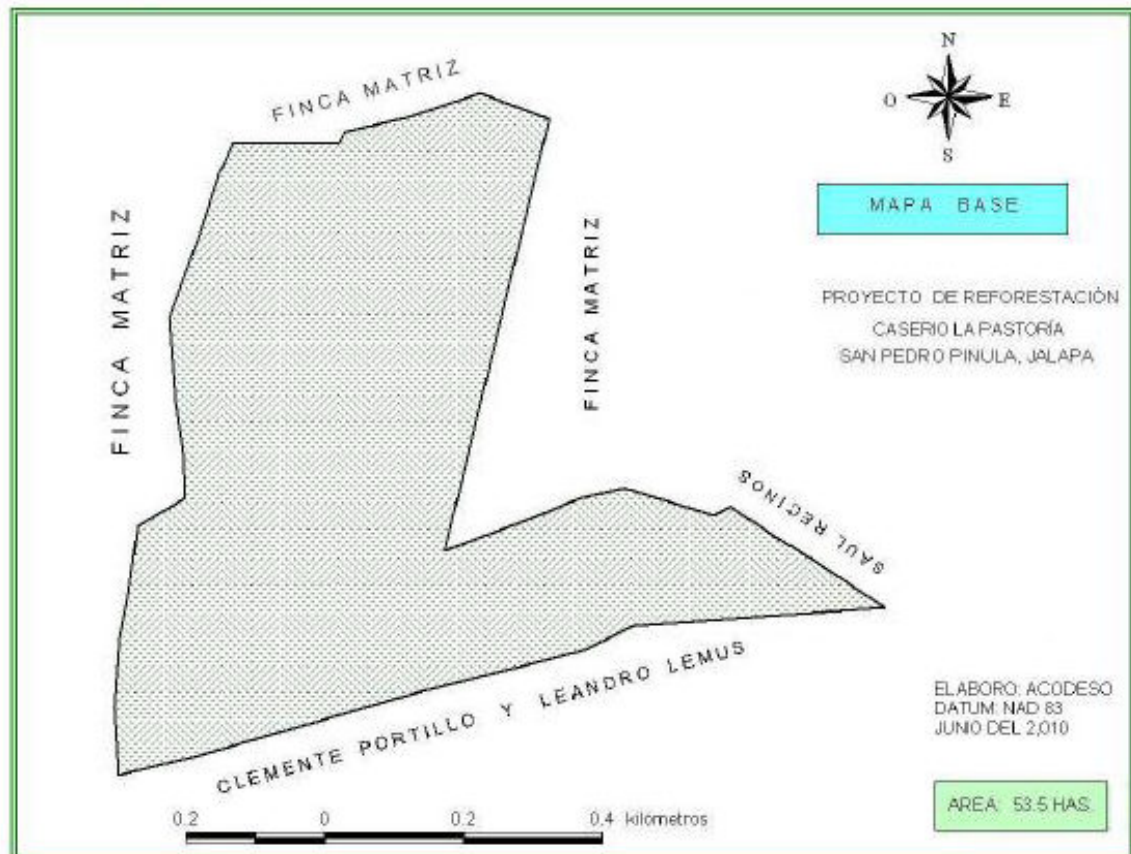 FINCA MATRIZ
N
O
E
S
MAPA BASE
FINCA MATRIZ
FINCA MATRIZ
PROYECTO DE REFORESTACIÓN
CASERIO LA PASTORÍA
SAN PEDRO PINULA, JALAPA
SAUL RECINOS
CLEMENTE PORTILLO Y LEANDRO LEMUS
ELABORO: ACODESO
DATUM: NAD 83
JUNIO DEL 2,010
AREA: 53.5 HAS.
0.2 0 0.2 0.4 kilómetros